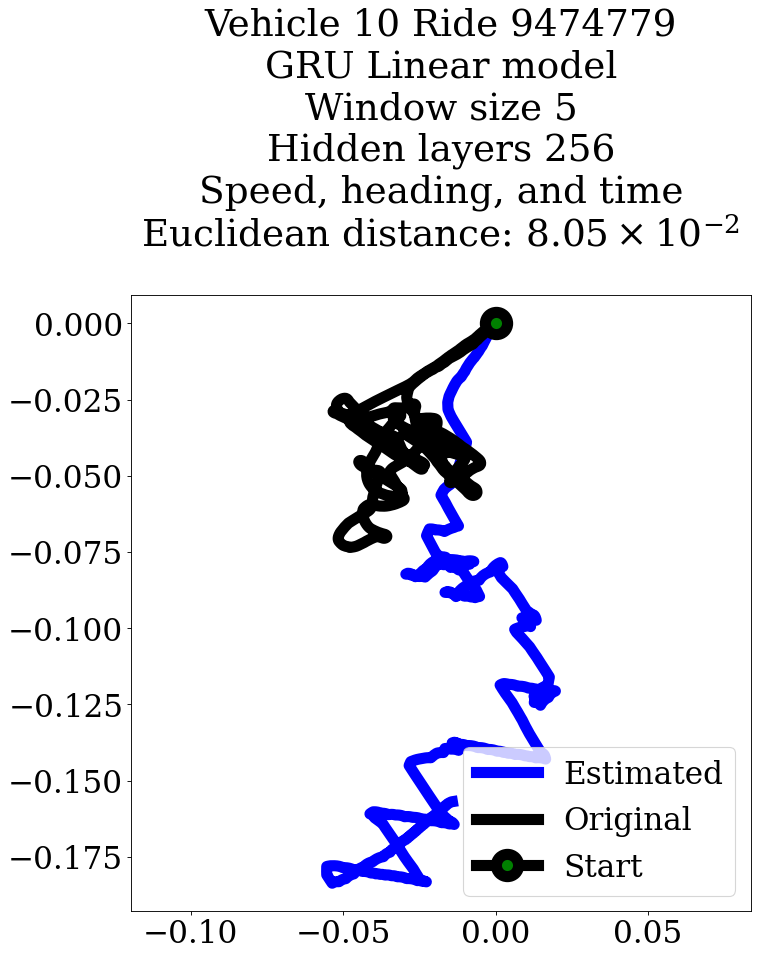 Vehicle 10 Ride 9474779
GRU Linear model
Window size 5
Hidden layers 256
Speed, heading, and time
Euclidean distance: 8.05 × 10⁻²
0.000
−0.025
−0.050
−0.075
−0.100
−0.125
−0.150
−0.175
Estimated
Original
Start
−0.10
−0.05
0.00
0.05